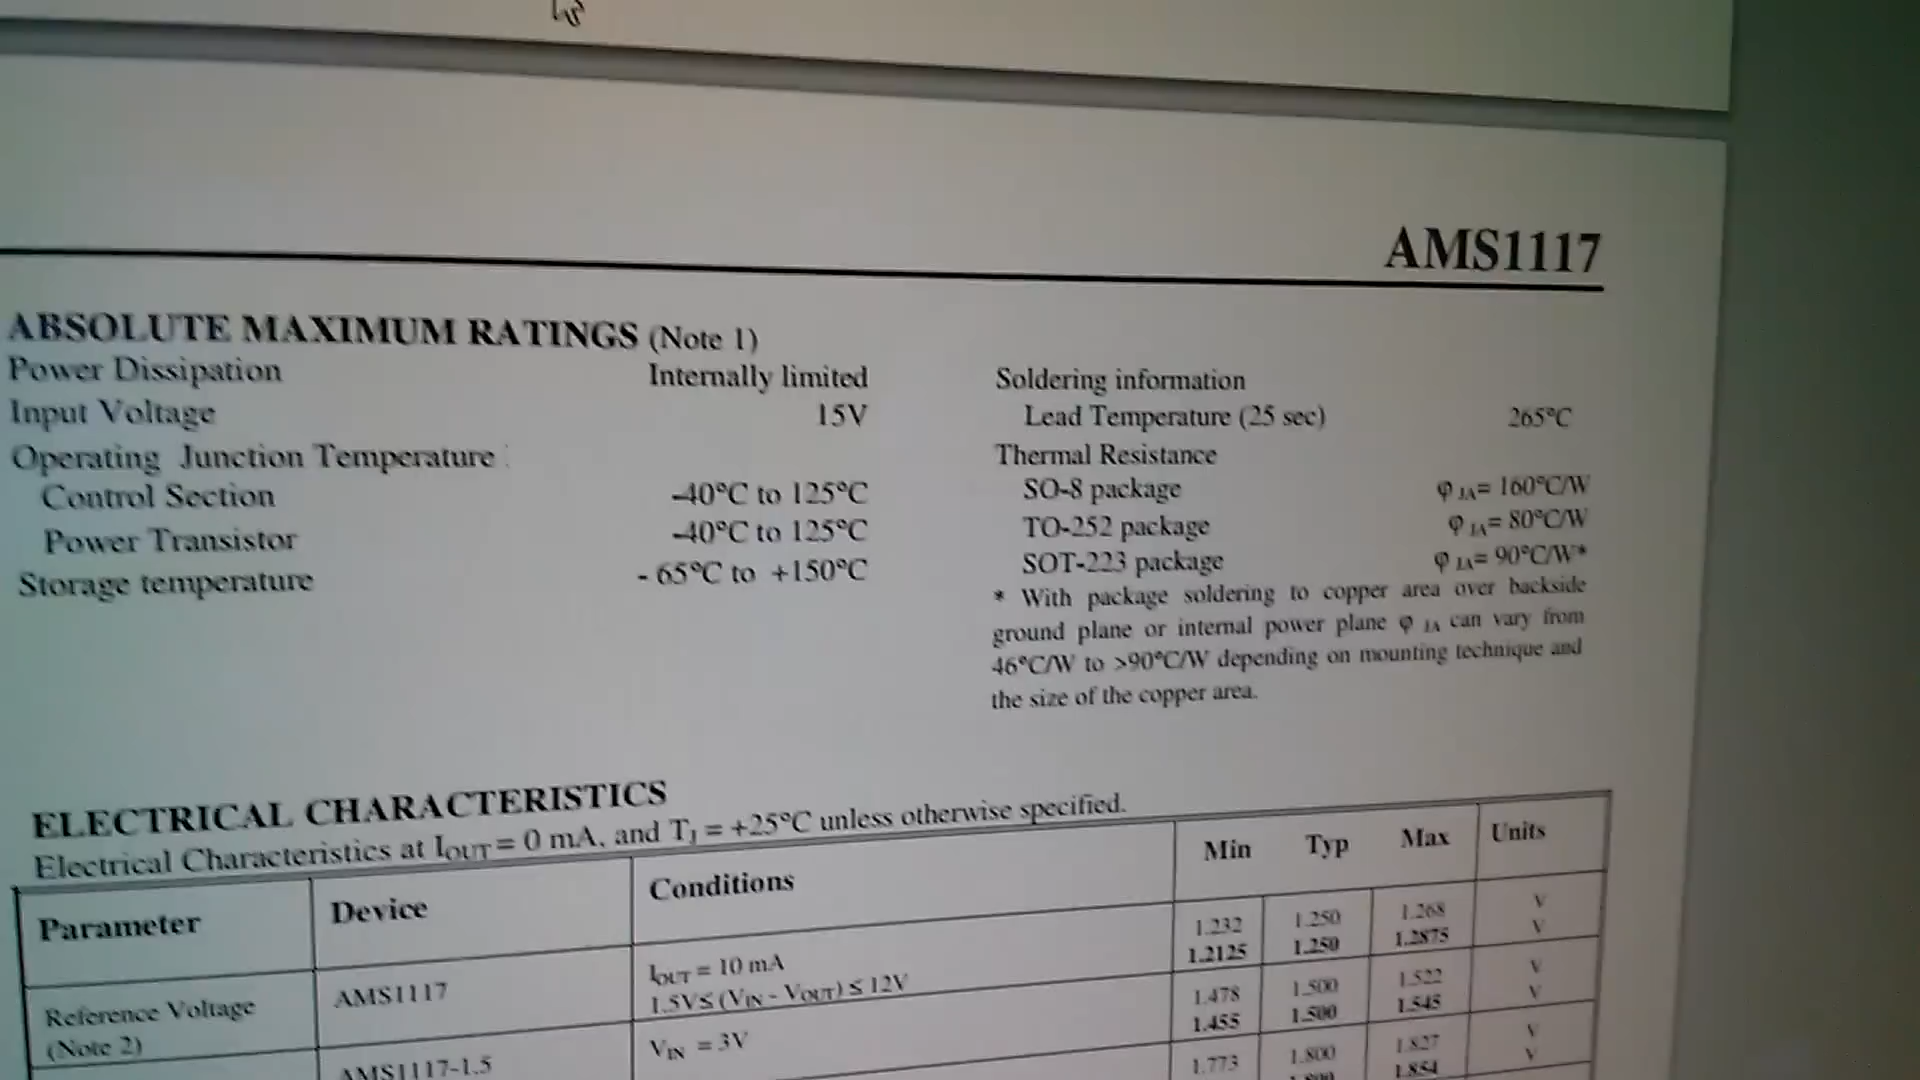 AMS1117
ABSOLUTE MAXIMUM RATINGS (Note 1)
Power Dissipation Internally limited
Input Voltage 15V
Operating Junction Temperature
Control Section -40°C to 125°C
Power Transistor -40°C to 125°C
Storage temperature - 65°C to +150°C
Soldering information
Lead Temperature (25 sec) 265°C
Thermal Resistance
SO-8 package φ JA= 160°C/W
TO-252 package φ JA= 80°C/W
SOT-223 package φ JA= 90°C/W*
* With package soldering to copper area over backside
ground plane or internal power plane φ JA can vary from
46°C/W to >90°C/W depending on mounting technique and
the size of the copper area.
ELECTRICAL CHARACTERISTICS
Electrical Characteristics at IOUT = 0 mA, and TJ = +25°C unless otherwise specified.
Parameter Device Conditions Min Typ Max Units
Reference Voltage
(Note 2)
AMS1117
IOUT = 10 mA
1.5V≤ (VIN - VOUT) ≤ 12V
1.232 1.250 1.268 V
1.2125 1.250 1.2875 V
AMS1117-1.5
VIN = 3V
1.478 1.500 1.522 V
1.455 1.500 1.545 V
1.773 1.800 1.827 V
1.800 1.854 V